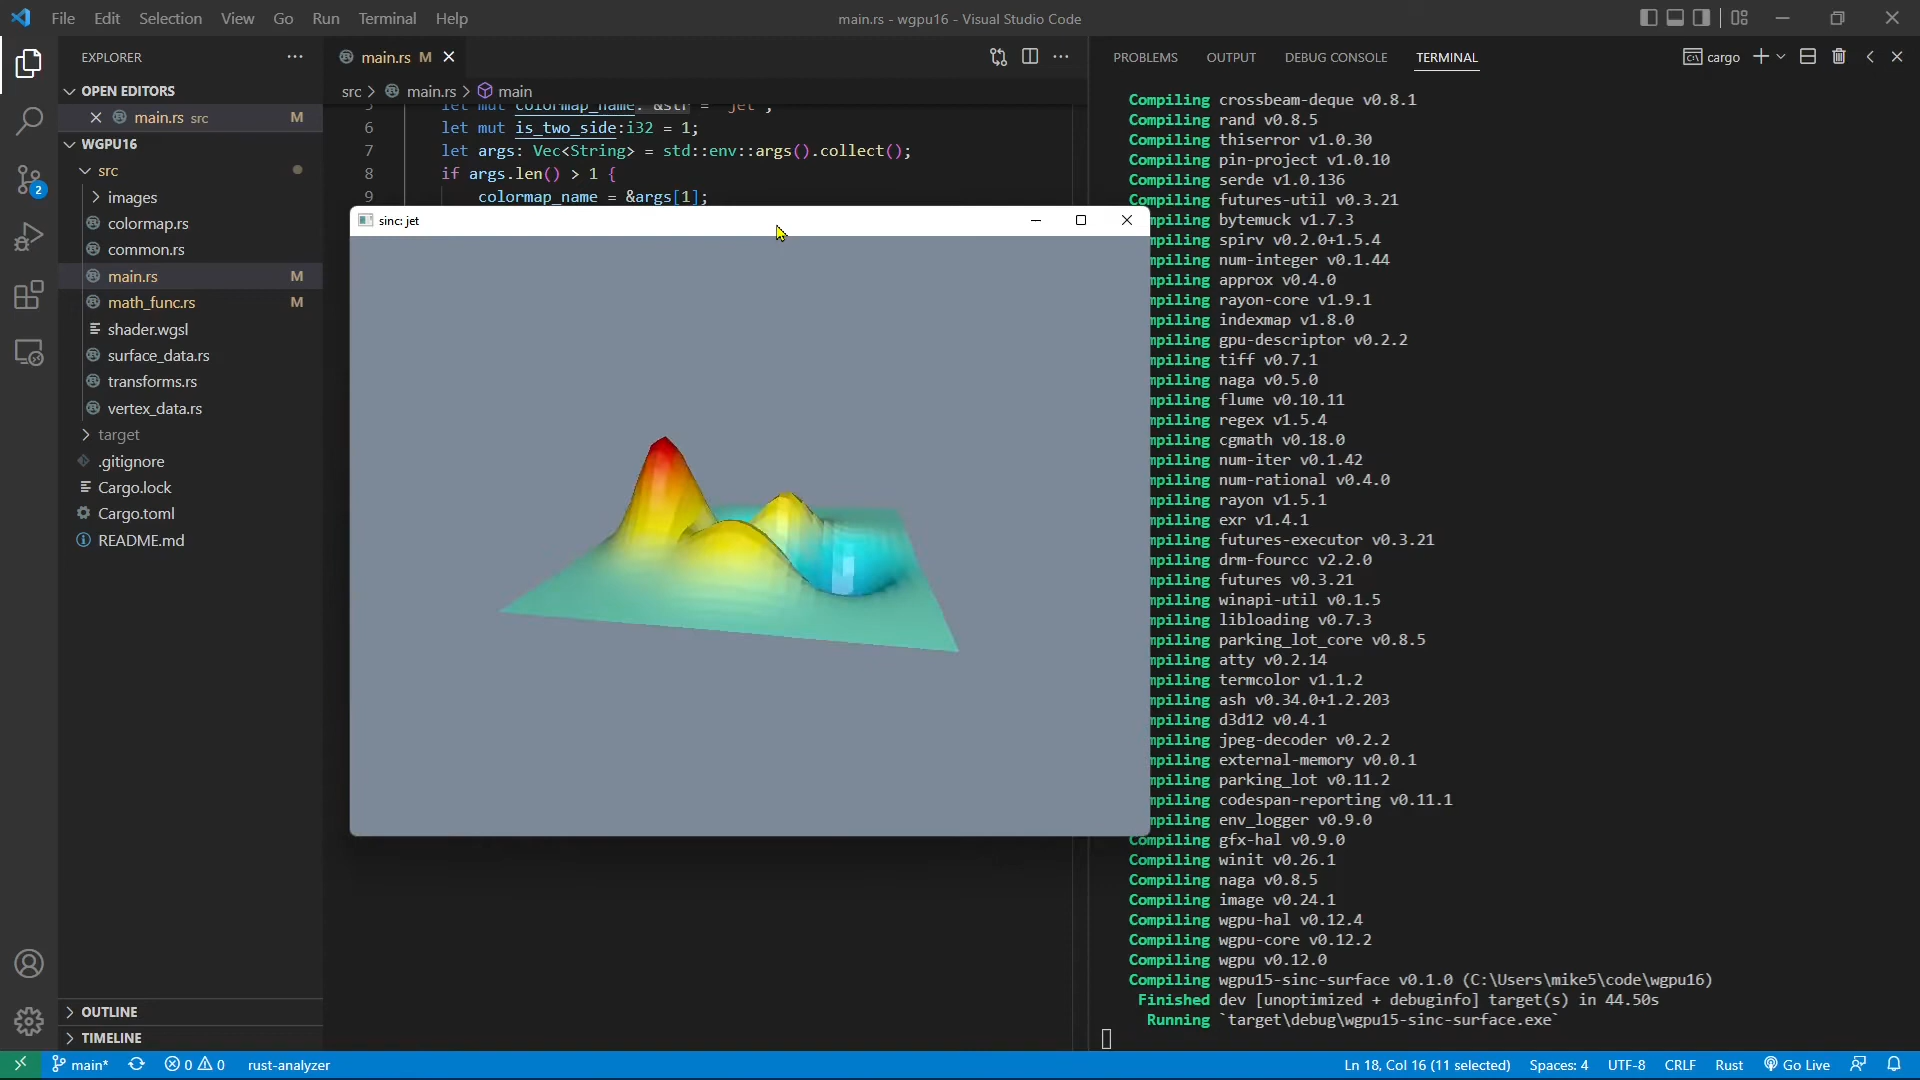 File Edit Selection View Go Run Terminal Help
main.rs - wgpu16 - Visual Studio Code
EXPLORER
OPEN EDITORS
main.rs src M
WGPU16
src
images
colormap.rs
common.rs
main.rs M
math_func.rs M
shader.wgsl
surface_data.rs
transforms.rs
vertex_data.rs
target
.gitignore
Cargo.lock
Cargo.toml
README.md
OUTLINE
TIMELINE
2
main.rs M
src > main.rs > main
5 let mut colormap_name: &str = "jet";
6 let mut is_two_side:i32 = 1;
7 let args: Vec<String> = std::env::args().collect();
8 if args.len() > 1 {
9 colormap_name = &args[1];
sinc: jet
PROBLEMS OUTPUT DEBUG CONSOLE TERMINAL
cargo
Compiling crossbeam-deque v0.8.1
Compiling rand v0.8.5
Compiling thiserror v1.0.30
Compiling pin-project v1.0.10
Compiling serde v1.0.136
Compiling futures-util v0.3.21
mpiling bytemuck v1.7.3
mpiling spirv v0.2.0+1.5.4
mpiling num-integer v0.1.44
mpiling approx v0.4.0
mpiling rayon-core v1.9.1
mpiling indexmap v1.8.0
mpiling gpu-descriptor v0.2.2
mpiling tiff v0.7.1
mpiling naga v0.5.0
mpiling flume v0.10.11
mpiling regex v1.5.4
mpiling cgmath v0.18.0
mpiling num-iter v0.1.42
mpiling num-rational v0.4.0
mpiling rayon v1.5.1
mpiling exr v1.4.1
mpiling futures-executor v0.3.21
mpiling drm-fourcc v2.2.0
mpiling futures v0.3.21
mpiling winapi-util v0.1.5
mpiling libloading v0.7.3
mpiling parking_lot_core v0.8.5
mpiling atty v0.2.14
mpiling termcolor v1.1.2
mpiling ash v0.34.0+1.2.203
mpiling d3d12 v0.4.1
mpiling jpeg-decoder v0.2.2
mpiling external-memory v0.0.1
mpiling parking_lot v0.11.2
mpiling codespan-reporting v0.11.1
mpiling env_logger v0.9.0
Compiling gfx-hal v0.9.0
Compiling winit v0.26.1
Compiling naga v0.8.5
Compiling image v0.24.1
Compiling wgpu-hal v0.12.4
Compiling wgpu-core v0.12.2
Compiling wgpu v0.12.0
Compiling wgpu15-sinc-surface v0.1.0 (C:\Users\mike5\code\wgpu16)
Finished dev [unoptimized + debuginfo] target(s) in 44.50s
Running `target\debug\wgpu15-sinc-surface.exe`
main* 0 0 rust-analyzer
Ln 18, Col 16 (11 selected) Spaces: 4 UTF-8 CRLF Rust Go Live